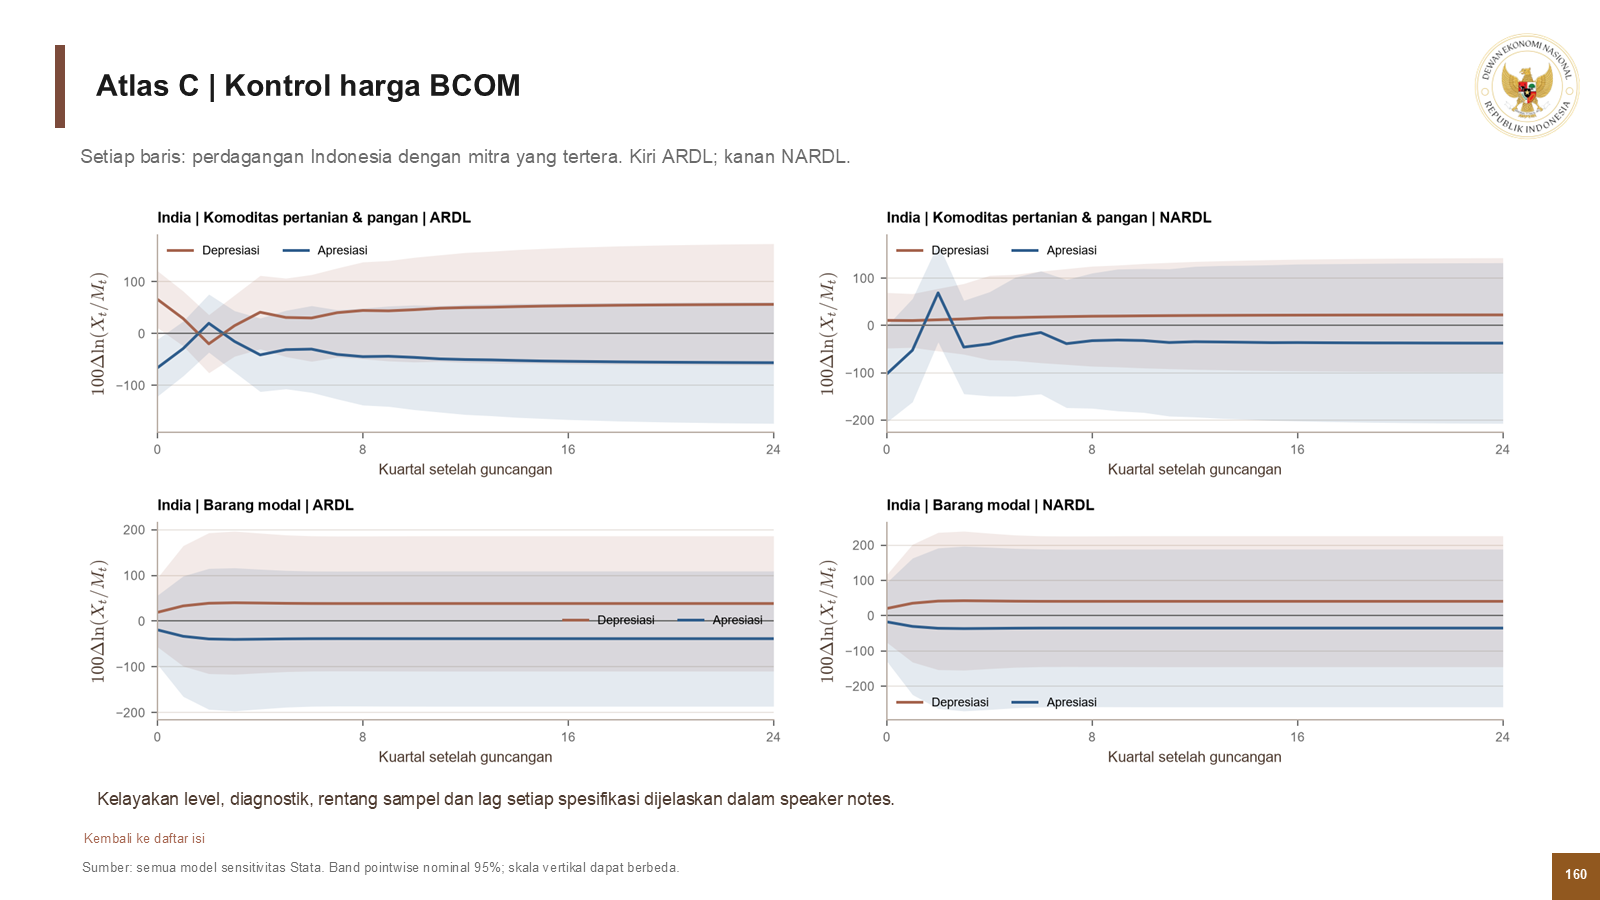 Atlas C | Kontrol harga BCOM
DEWAN EKONOMI NASIONAL
REPUBLIK INDONESIA
Setiap baris: perdagangan Indonesia dengan mitra yang tertera. Kiri ARDL; kanan NARDL.
India | Komoditas pertanian & pangan | ARDL
Depresiasi Apresiasi
100Δln(Xₜ/Mₜ)
100
0
−100
0 8 16 24
Kuartal setelah guncangan
India | Komoditas pertanian & pangan | NARDL
Depresiasi Apresiasi
100Δln(Xₜ/Mₜ)
100
0
−100
−200
0 8 16 24
Kuartal setelah guncangan
India | Barang modal | ARDL
100Δln(Xₜ/Mₜ)
200
100
0
−100
−200
Depresiasi Apresiasi
0 8 16 24
Kuartal setelah guncangan
India | Barang modal | NARDL
100Δln(Xₜ/Mₜ)
200
100
0
−100
−200
Depresiasi Apresiasi
0 8 16 24
Kuartal setelah guncangan
Kelayakan level, diagnostik, rentang sampel dan lag setiap spesifikasi dijelaskan dalam speaker notes.
Kembali ke daftar isi
Sumber: semua model sensitivitas Stata. Band pointwise nominal 95%; skala vertikal dapat berbeda.
160